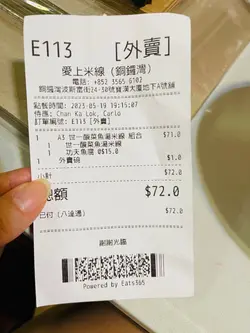 E113 [外賣]
愛上米線 (銅鑼灣)
電話: +852 3565 6102
銅鑼灣波斯富街24-30號寶漢大廈地下A號舖
點餐時間: 2023-05-19 19:15:07
侍應: Chan Ka Lok, Carlo
訂單編號: E113 [外賣]
1 A3 世一酸菜魚湯米線 組合 $71.0
1 世一酸菜魚湯米線
1 功夫魚腐 @$15.0
1 外賣碗 $1.0
小計 $72.0
總額 $72.0
已付 (八達通) $72.0
謝謝光臨
Powered by Eats365